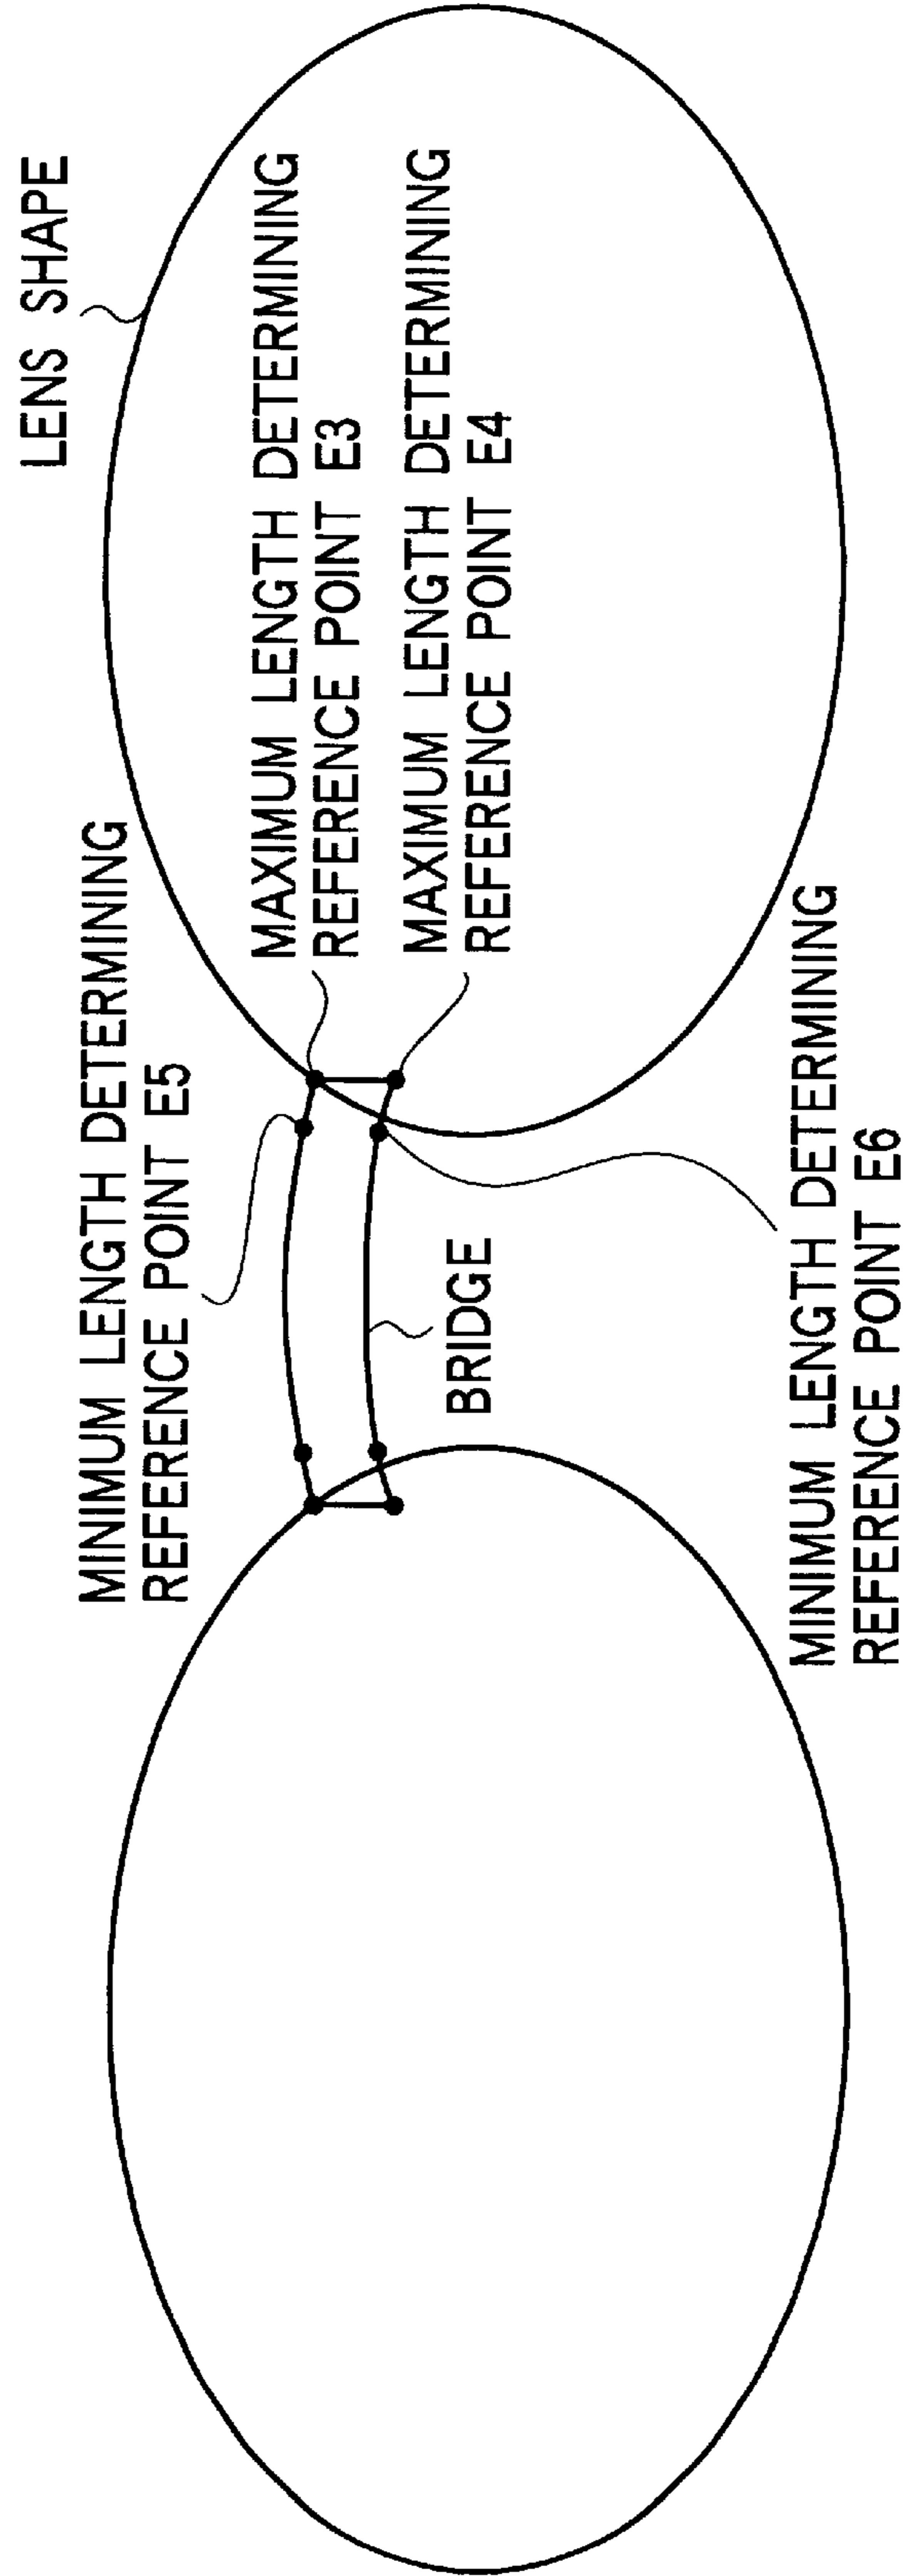 LENS SHAPE
MINIMUM LENGTH DETERMINING
REFERENCE POINT E5
MAXIMUM LENGTH DETERMINING
REFERENCE POINT E3
MAXIMUM LENGTH DETERMINING
REFERENCE POINT E4
BRIDGE
MINIMUM LENGTH DETERMINING
REFERENCE POINT E6